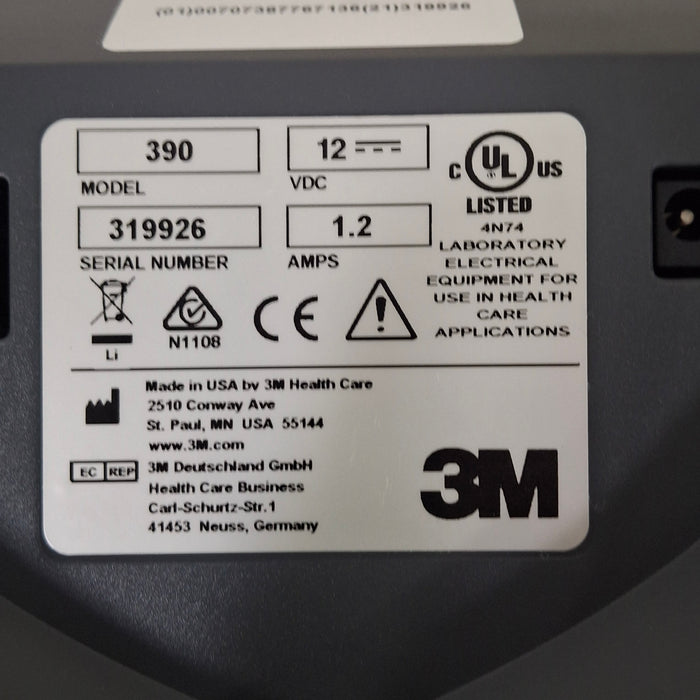 390
MODEL
12
VDC
319926
SERIAL NUMBER
1.2
AMPS
C UL US
LISTED
4N74
LABORATORY
ELECTRICAL
EQUIPMENT FOR
USE IN HEALTH
CARE
APPLICATIONS
Li
N1108
CE
!
Made in USA by 3M Health Care
2510 Conway Ave
St. Paul, MN USA 55144
www.3M.com
EC REP
3M Deutschland GmbH
Health Care Business
Carl-Schurtz-Str.1
41453 Neuss, Germany
3M